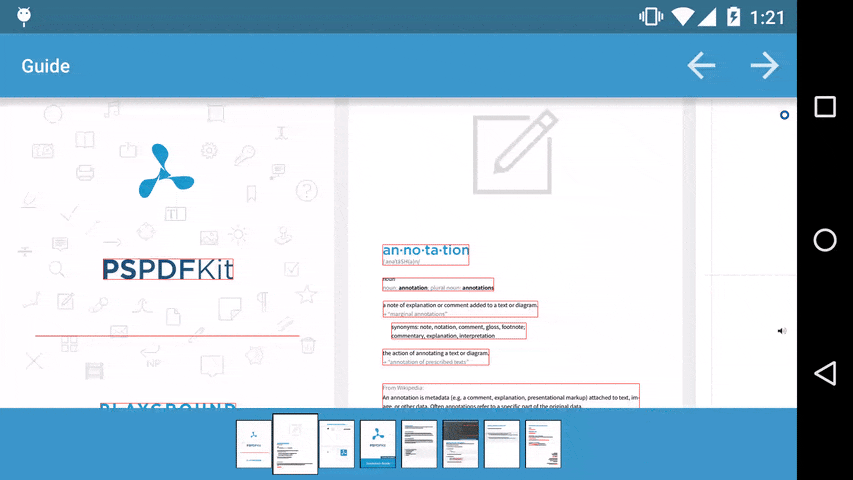 1:21
Guide
PSPDFKit
PLAYGROUND
an·no·ta·tion
noun
noun: annotation; plural noun: annotations
a note of explanation or comment added to a text or diagram.
"marginal annotations"
synonyms: note, notation, comment, gloss, footnote,
commentary, explanation, interpretation
the action of annotating a text or diagram.
"annotation of prescribed texts"
From Wikipedia:
An annotation is metadata (e.g. a comment, explanation, presentational markup) attached to text, im-
age, or other data. Often annotations refer to a specific part of the original data.